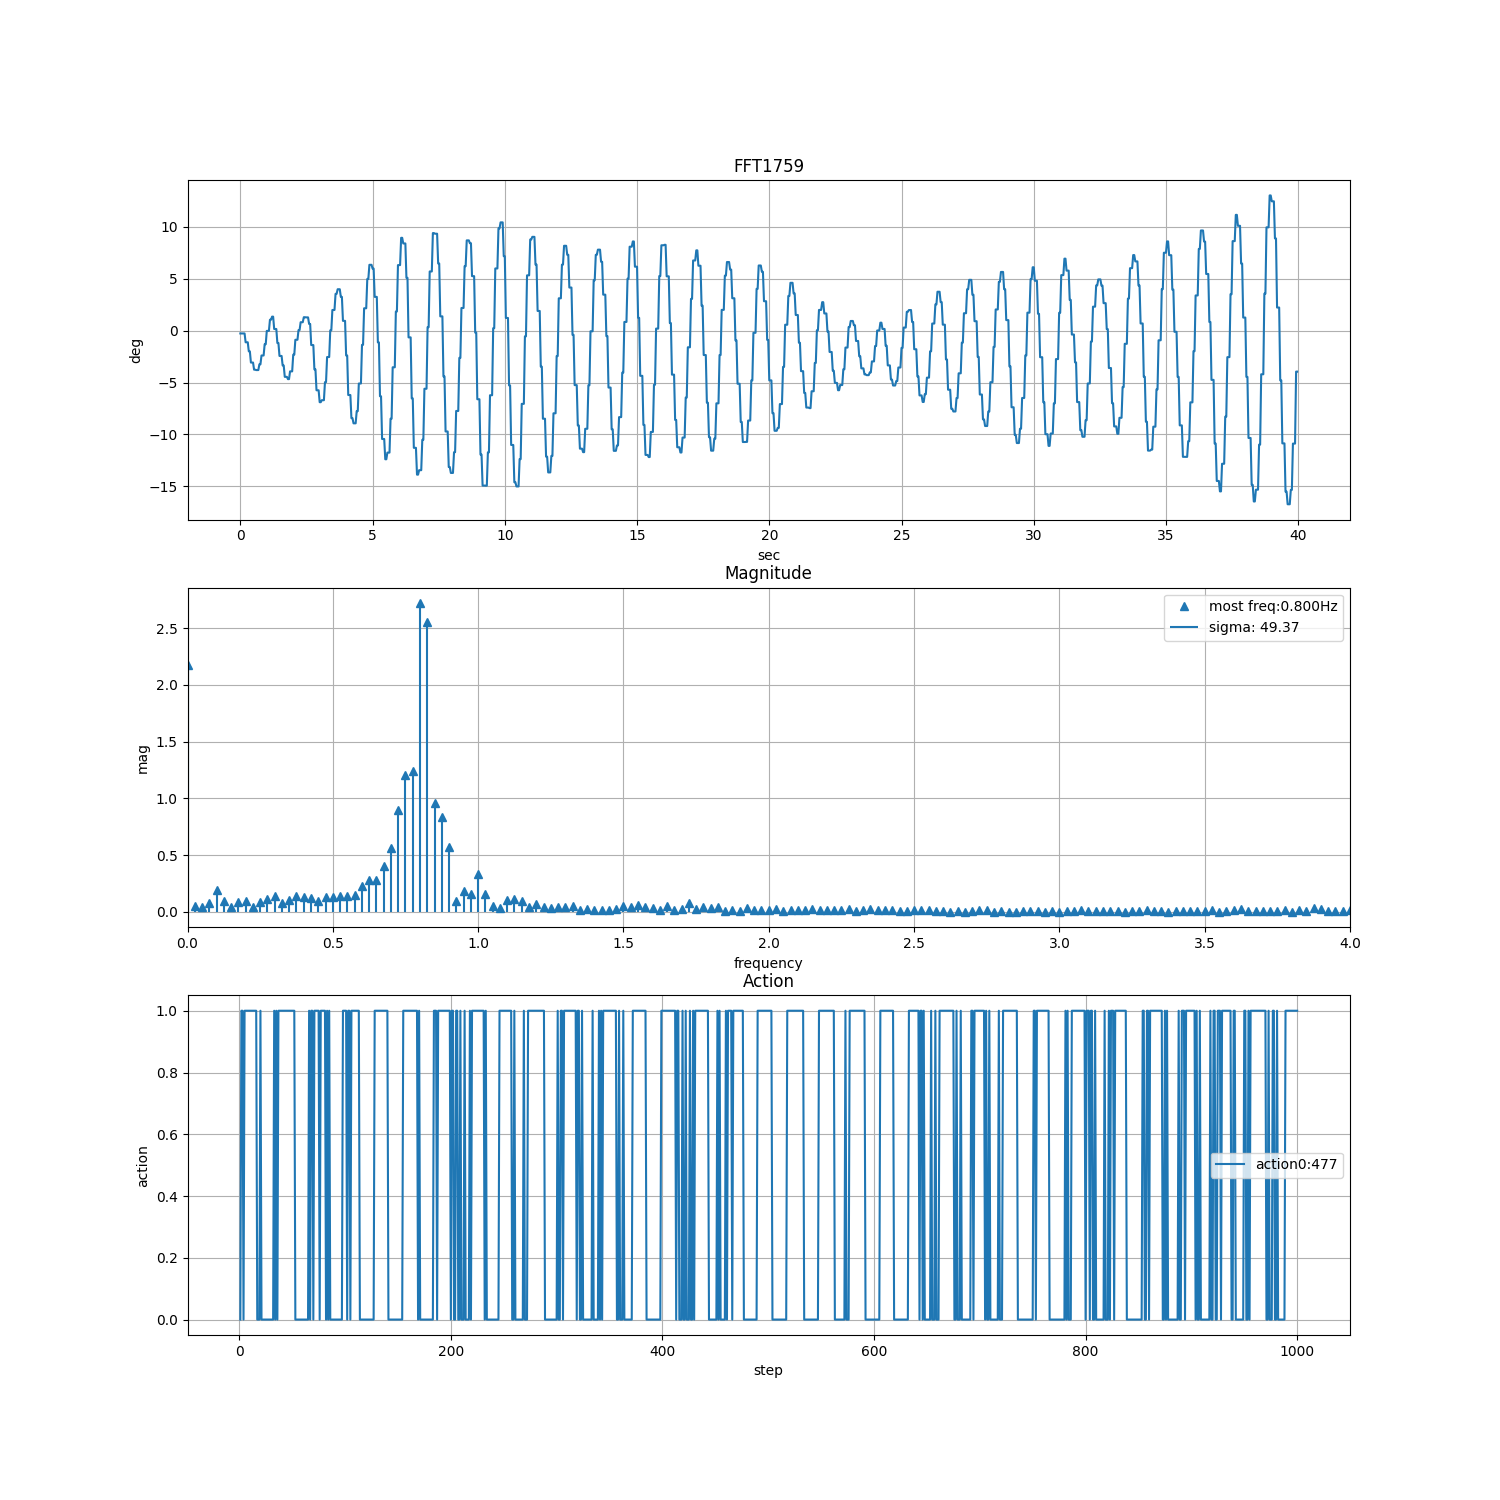 FFT1759
10
5
0
−5
−10
−15
deg
0 5 10 15 20 25 30 35 40
sec
Magnitude
most freq:0.800Hz
sigma: 49.37
2.5
2.0
1.5
1.0
0.5
0.0
mag
0.0 0.5 1.0 1.5 2.0 2.5 3.0 3.5 4.0
frequency
Action
1.0
0.8
0.6
0.4
0.2
0.0
action
action0:477
0 200 400 600 800 1000
step